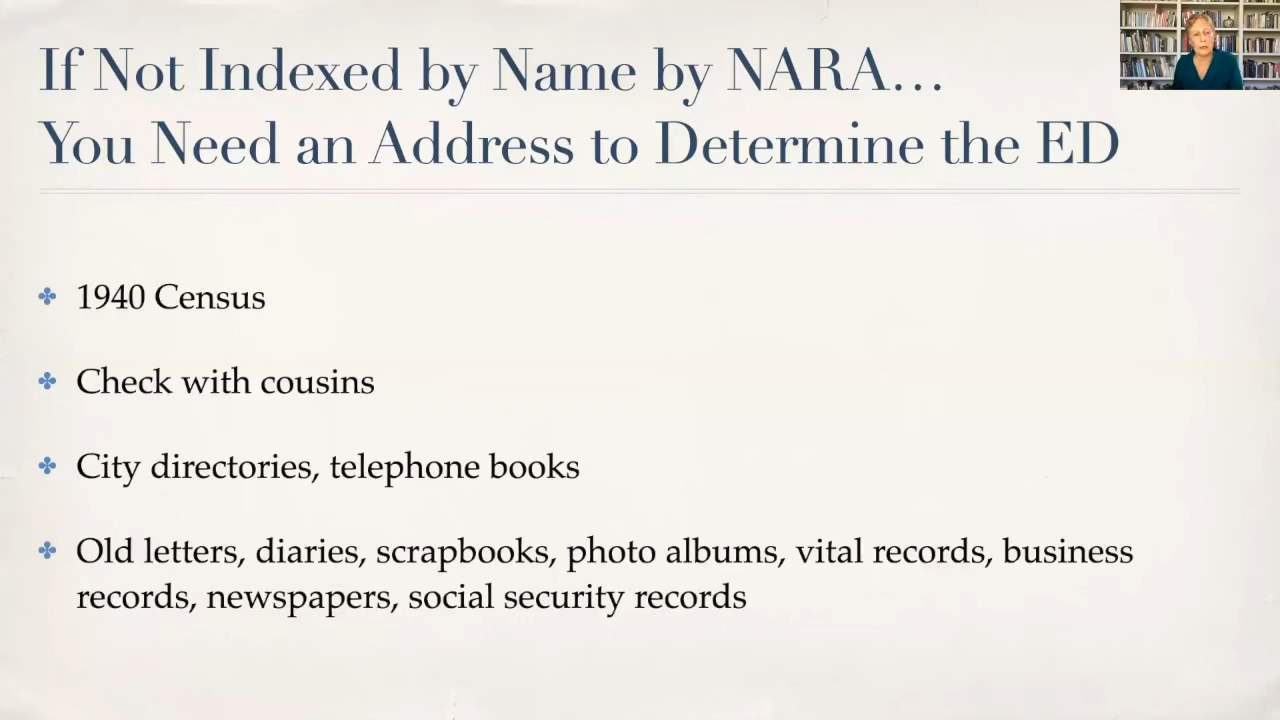 If Not Indexed by Name by NARA…
You Need an Address to Determine the ED
1940 Census
Check with cousins
City directories, telephone books
Old letters, diaries, scrapbooks, photo albums, vital records, business
records, newspapers, social security records